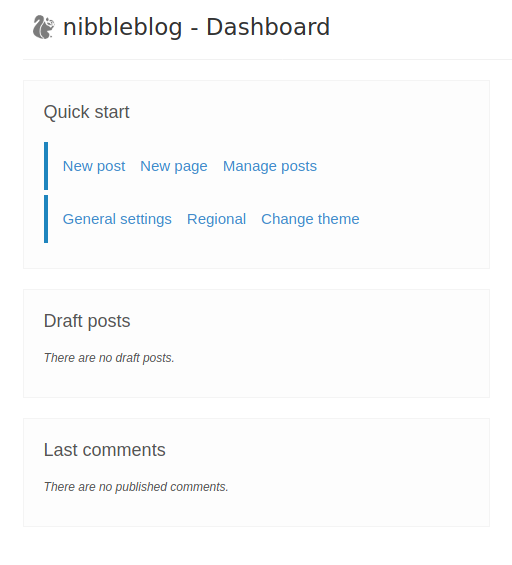 nibbleblog - Dashboard
Quick start
New post New page Manage posts
General settings Regional Change theme
Draft posts
There are no draft posts.
Last comments
There are no published comments.